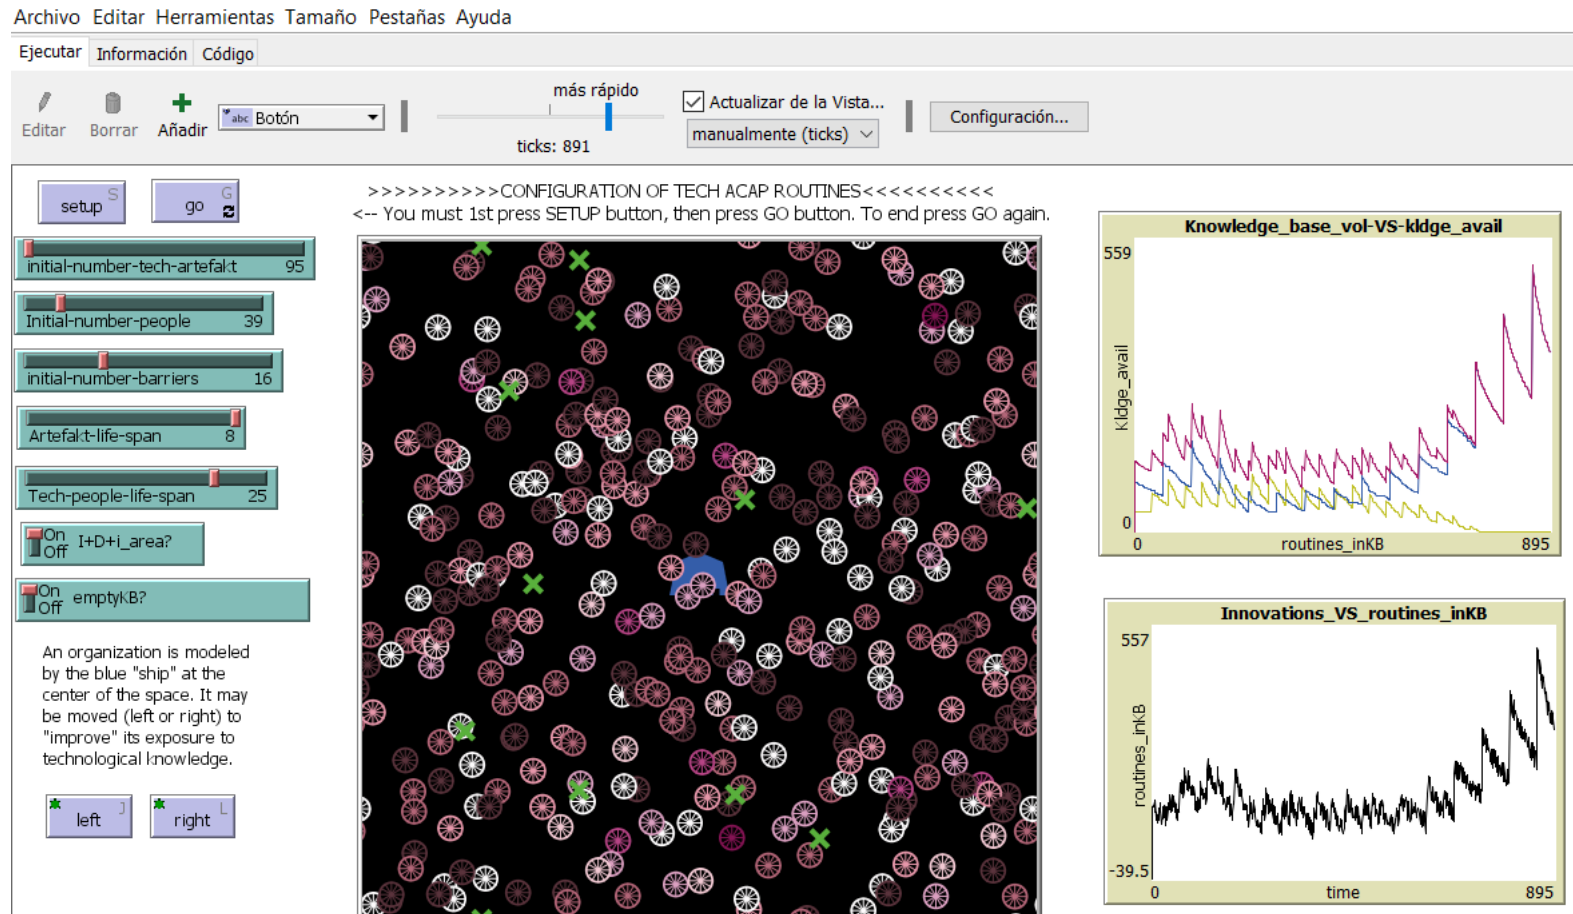 Archivo Editar Herramientas Tamaño Pestañas Ayuda
Ejecutar Información Código
Editar Borrar Añadir
abc Botón
más rápido
ticks: 891
Actualizar de la Vista...
manualmente (ticks)
Configuración...
setup S
go G
>>>>>>>>>>CONFIGURATION OF TECH ACAP ROUTINES<<<<<<<<<<
<-- You must 1st press SETUP button, then press GO button. To end press GO again.
initial-number-tech-artefakt 95
Initial-number-people 39
initial-number-barriers 16
Artefakt-life-span 8
Tech-people-life-span 25
On
Off
I+D+i_area?
On
Off
emptyKB?
An organization is modeled
by the blue "ship" at the
center of the space. It may
be moved (left or right) to
"improve" its exposure to
technological knowledge.
left J
right L
Knowledge_base_vol-VS-kldge_avail
559
Kldge_avail
0
0 routines_inKB 895
Innovations_VS_routines_inKB
557
routines_inKB
-39.5
0 time 895